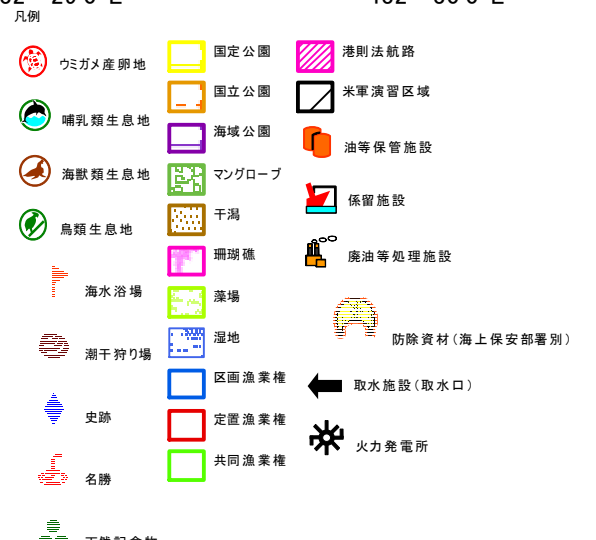 凡例
ウミガメ産卵地
哺乳類生息地
海獣類生息地
鳥類生息地
海水浴場
潮干狩り場
史跡
名勝
国定公園
国立公園
海域公園
マングローブ
干潟
珊瑚礁
藻場
湿地
区画漁業権
定置漁業権
共同漁業権
港則法航路
米軍演習区域
油等保管施設
係留施設
廃油等処理施設
防除資材(海上保安部署別)
取水施設(取水口)
火力発電所